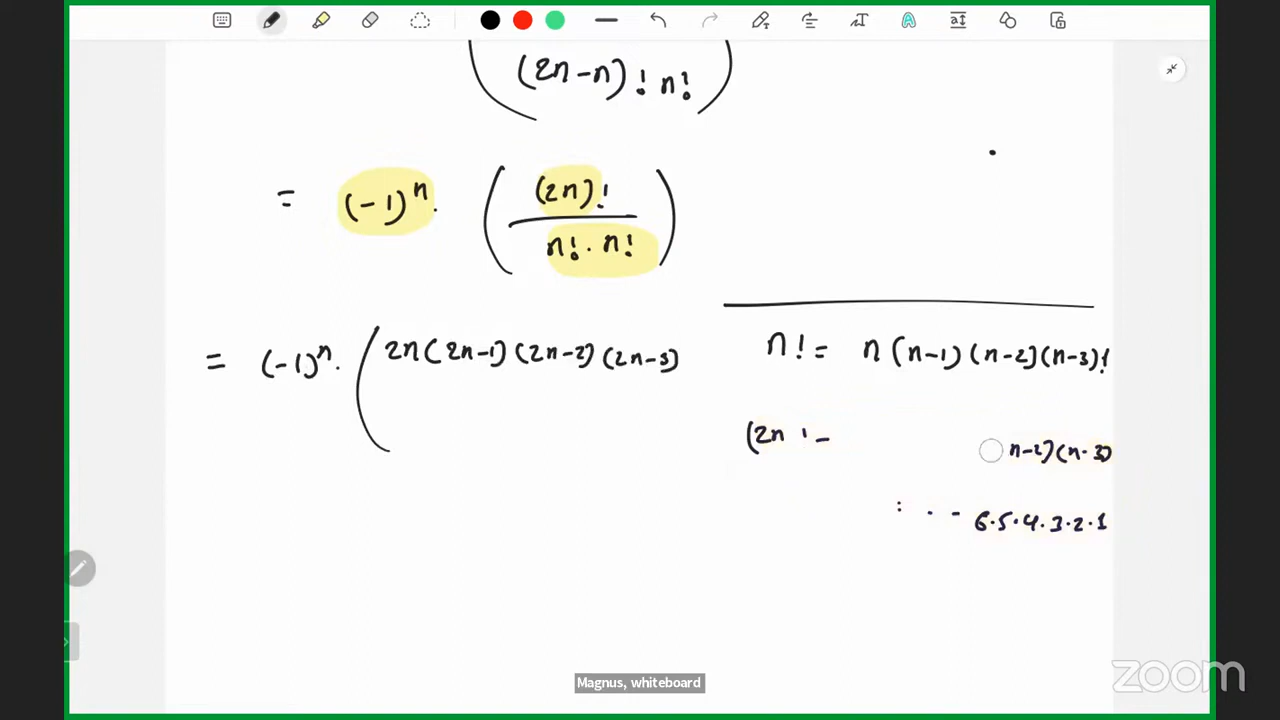 (2n-n)! n!
= (-1)^n . ( (2n)! / n! . n! )
= (-1)^n . ( 2n(2n-1)(2n-2)(2n-3)
n! = n(n-1)(n-2)(n-3)!
(2n ! = n-2)(n-3)
: . - 6.5.4.3.2.1
Magnus, whiteboard
zoom